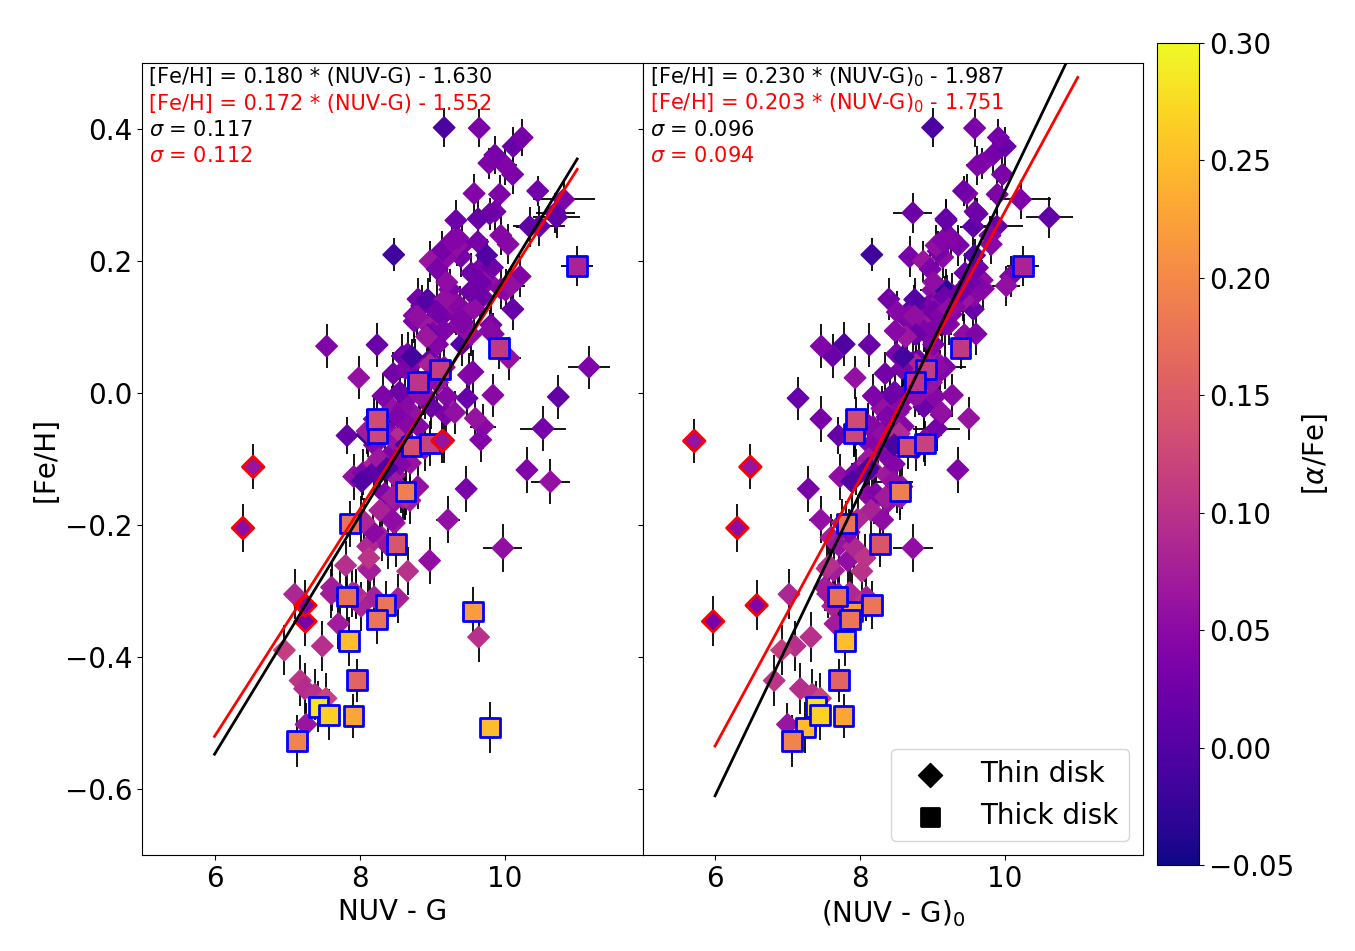 [Fe/H] = 0.180 * (NUV-G) - 1.630
[Fe/H] = 0.172 * (NUV-G) - 1.552
σ = 0.117
σ = 0.112
[Fe/H] = 0.230 * (NUV-G)₀ - 1.987
[Fe/H] = 0.203 * (NUV-G)₀ - 1.751
σ = 0.096
σ = 0.094
0.4
0.2
0.0
−0.2
−0.4
−0.6
[Fe/H]
6
8
10
NUV - G
6
8
10
(NUV - G)₀
Thin disk
Thick disk
0.30
0.25
0.20
0.15
0.10
0.05
0.00
−0.05
[α/Fe]